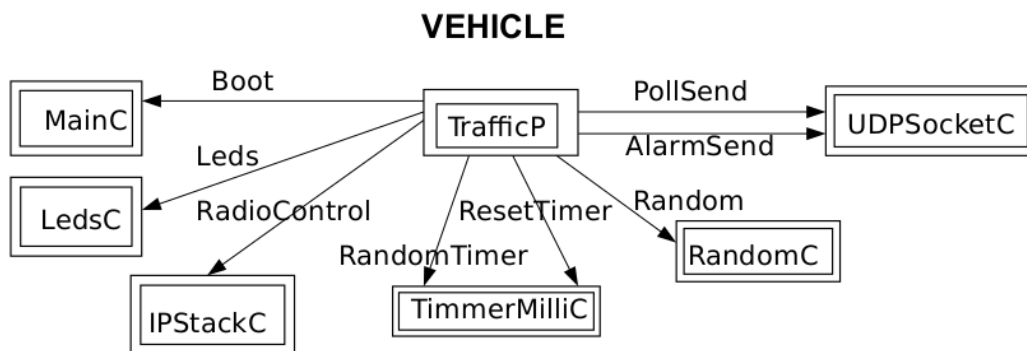 VEHICLE
Boot
PollSend
MainC
TrafficP
UDPSocketC
AlarmSend
Leds
LedsC
RadioControl
ResetTimer
Random
RandomTimer
RandomC
IPStackC
TimmerMilliC